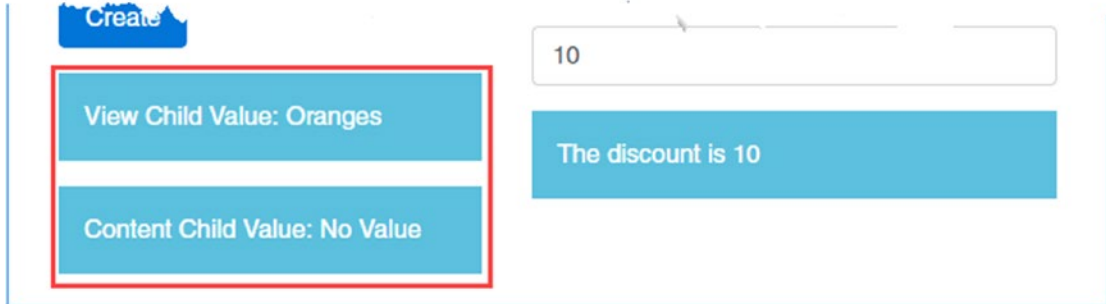 Create
View Child Value: Oranges
Content Child Value: No Value
10
The discount is 10